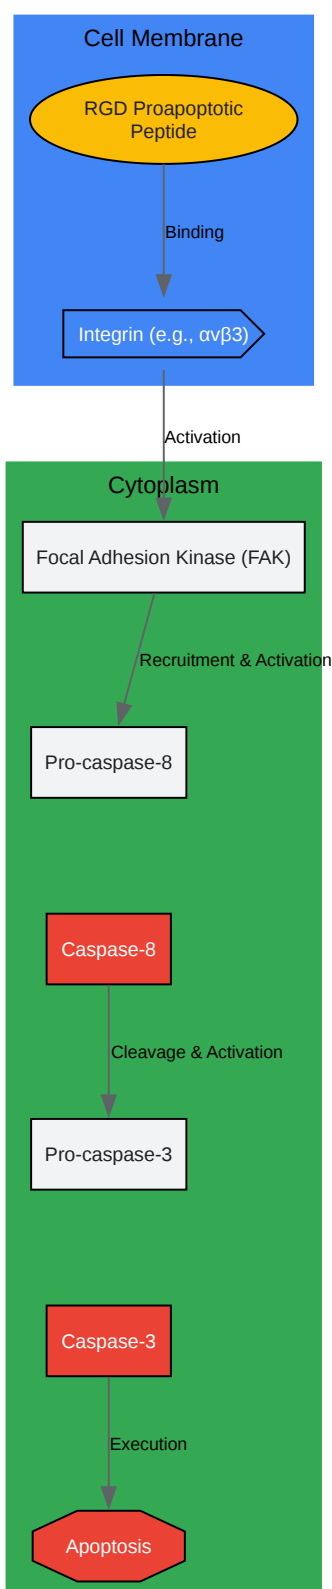 Cell Membrane
RGD Proapoptotic
Peptide
Binding
Integrin (e.g., αvβ3)
Activation
Cytoplasm
Focal Adhesion Kinase (FAK)
Recruitment & Activation
Pro-caspase-8
Caspase-8
Cleavage & Activation
Pro-caspase-3
Caspase-3
Execution
Apoptosis